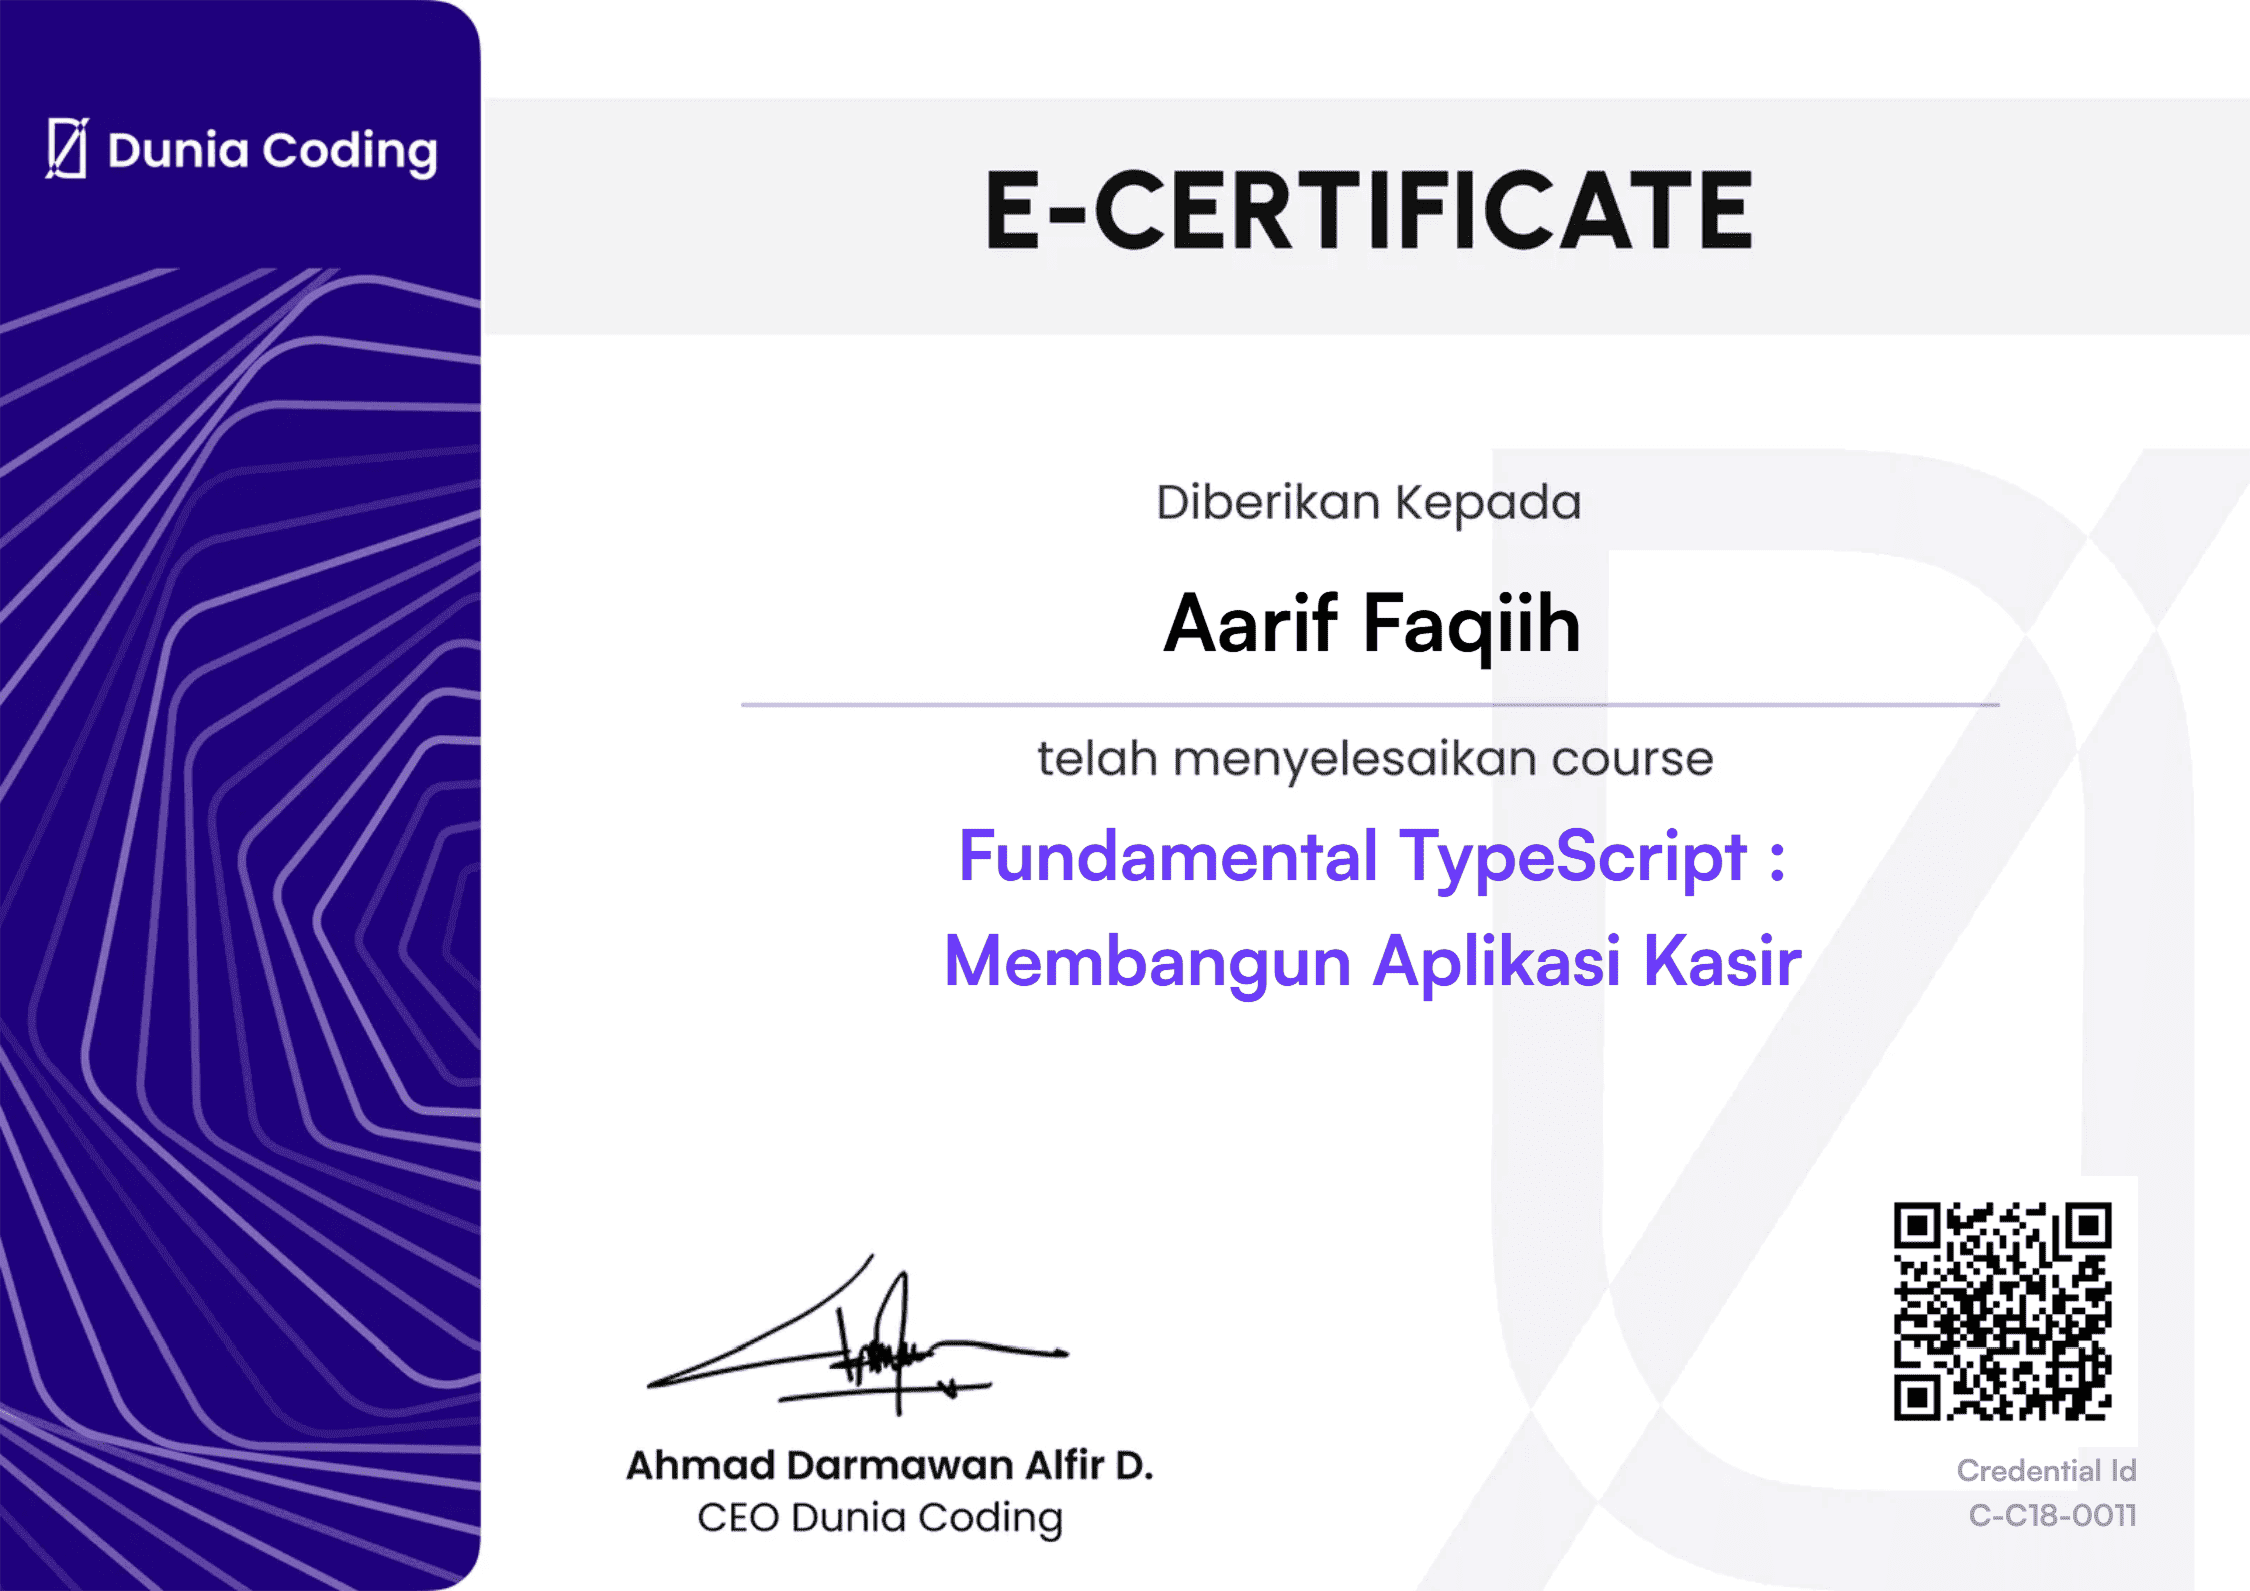 Dunia Coding
E-CERTIFICATE
Diberikan Kepada
Aarif Faqiih
telah menyelesaikan course
Fundamental TypeScript :
Membangun Aplikasi Kasir
Ahmad Darmawan Alfir D.
CEO Dunia Coding
Credential Id
C-C18-0011